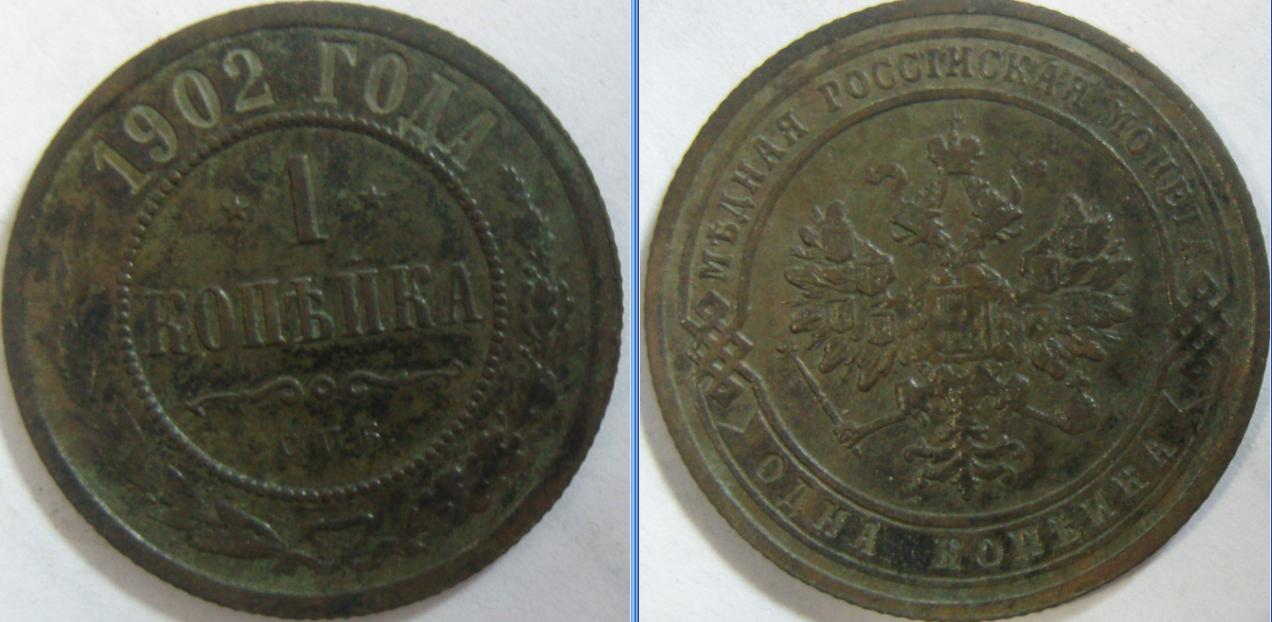 1902 ГОДА
1
КОПѢЙКА
С.П.Б.
МѢДНАЯ РОССІЙСКАЯ МОНЕТА
ОДНА КОПѢЙКА